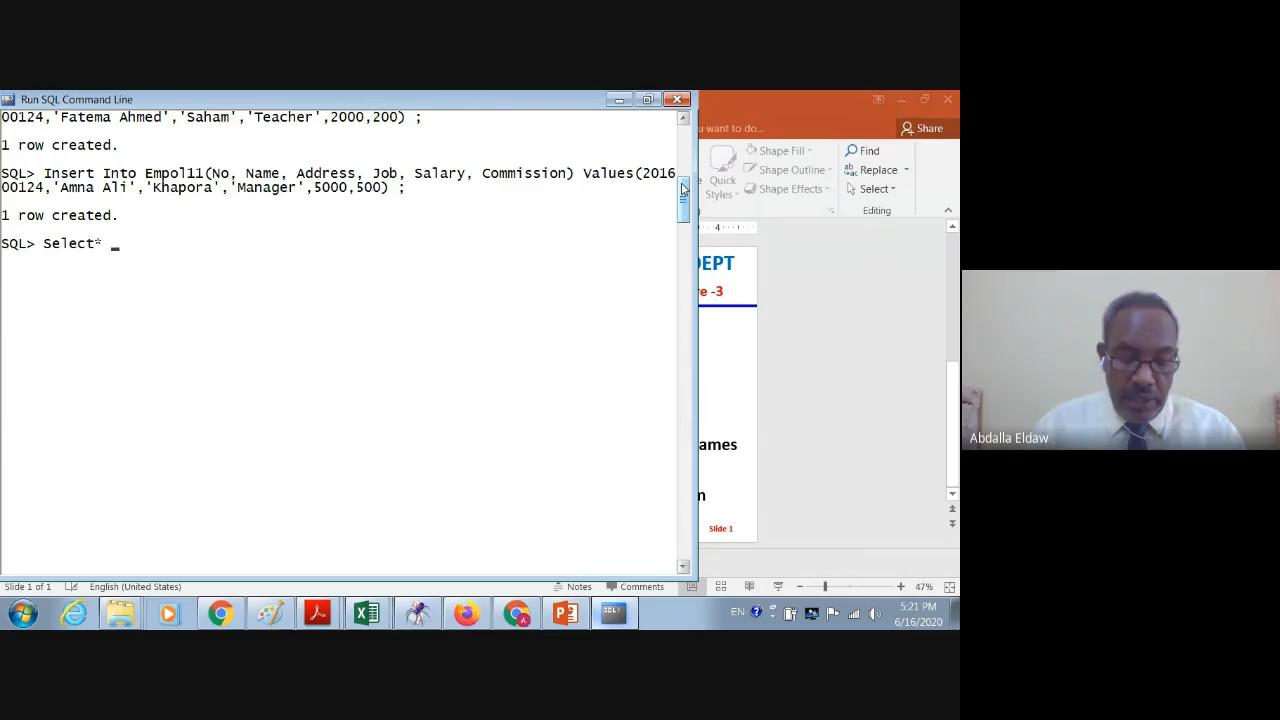 Run SQL Command Line
00124,'Fatema Ahmed','Saham','Teacher',2000,200) ;
1 row created.
SQL> Insert Into Empol11(No, Name, Address, Job, Salary, Commission) Values(2016
00124,'Amna Ali','Khapora','Manager',5000,500) ;
1 row created.
SQL> Select* _
u want to do...
Share
Quick
Styles
Shape Fill
Shape Outline
Shape Effects
Find
Replace
Select
Editing
4
DEPT
re -3
ames
n
Slide 1
Abdalla Eldaw
Slide 1 of 1
English (United States)
Notes
Comments
47%
EN
5:21 PM
6/16/2020